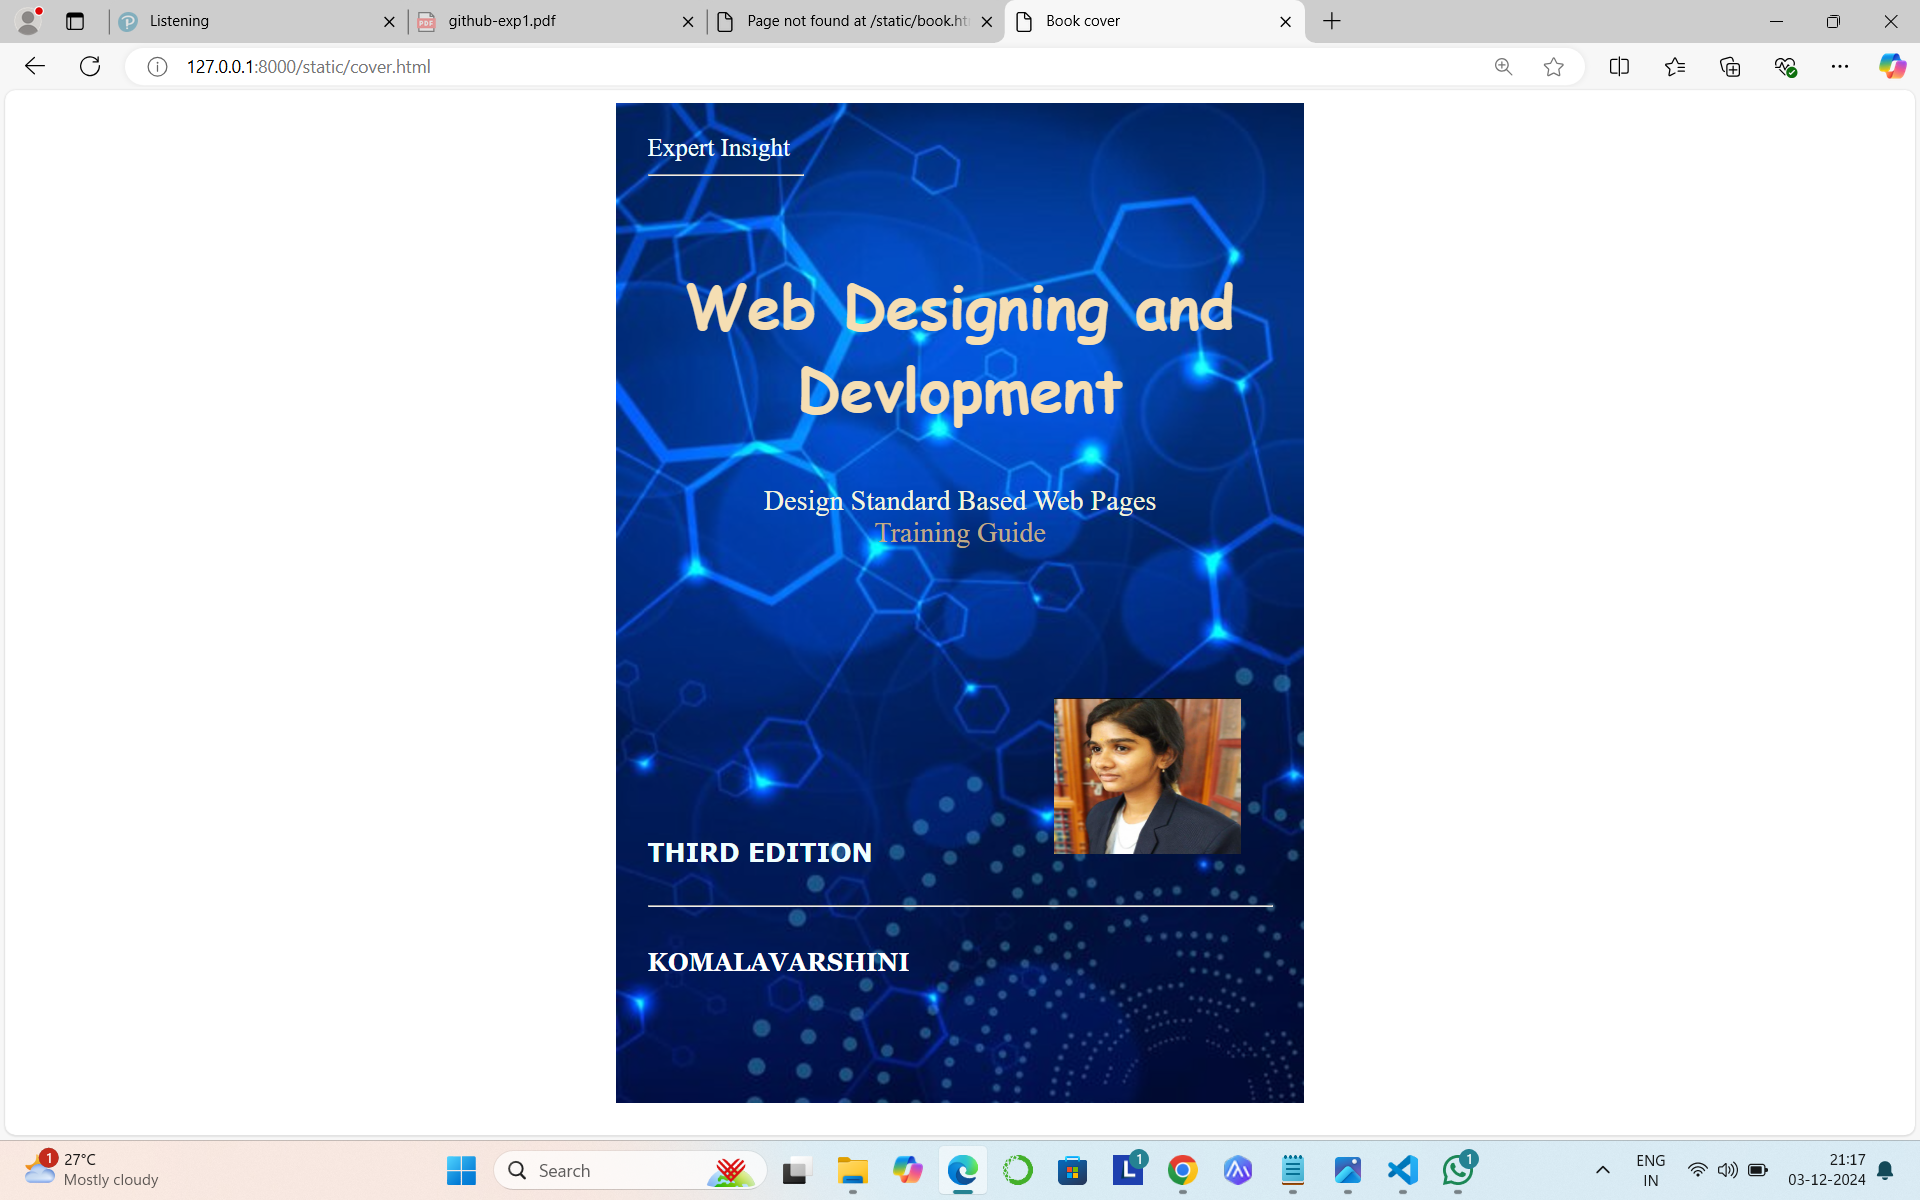 Listening
github-exp1.pdf
Page not found at /static/book.ht
Book cover
127.0.0.1:8000/static/cover.html
Expert Insight
Web Designing and
Devlopment
Design Standard Based Web Pages
Training Guide
THIRD EDITION
KOMALAVARSHINI
1
27°C
Mostly cloudy
Search
L
1
1
ENG
IN
21:17
03-12-2024